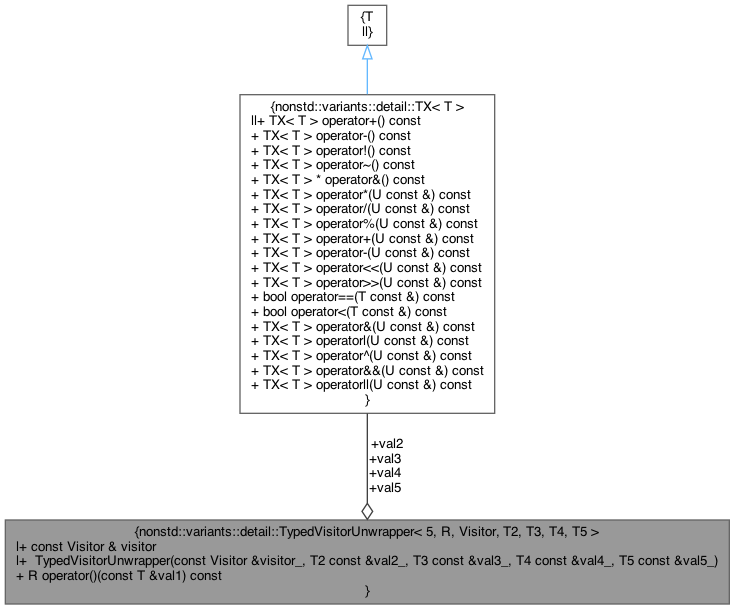 {T
||}
{nonstd::variants::detail::TX< T >
||+ TX< T > operator+() const
+ TX< T > operator-() const
+ TX< T > operator!() const
+ TX< T > operator~() const
+ TX< T > * operator&() const
+ TX< T > operator*(U const &) const
+ TX< T > operator/(U const &) const
+ TX< T > operator%(U const &) const
+ TX< T > operator+(U const &) const
+ TX< T > operator-(U const &) const
+ TX< T > operator<<(U const &) const
+ TX< T > operator>>(U const &) const
+ bool operator==(T const &) const
+ bool operator<(T const &) const
+ TX< T > operator&(U const &) const
+ TX< T > operator|(U const &) const
+ TX< T > operator^(U const &) const
+ TX< T > operator&&(U const &) const
+ TX< T > operator||(U const &) const
}
+val2
+val3
+val4
+val5
{nonstd::variants::detail::TypedVisitorUnwrapper< 5, R, Visitor, T2, T3, T4, T5 >
|+ const Visitor & visitor
|+  TypedVisitorUnwrapper(const Visitor &visitor_, T2 const &val2_, T3 const &val3_, T4 const &val4_, T5 const &val5_)
+ R operator()(const T &val1) const
}